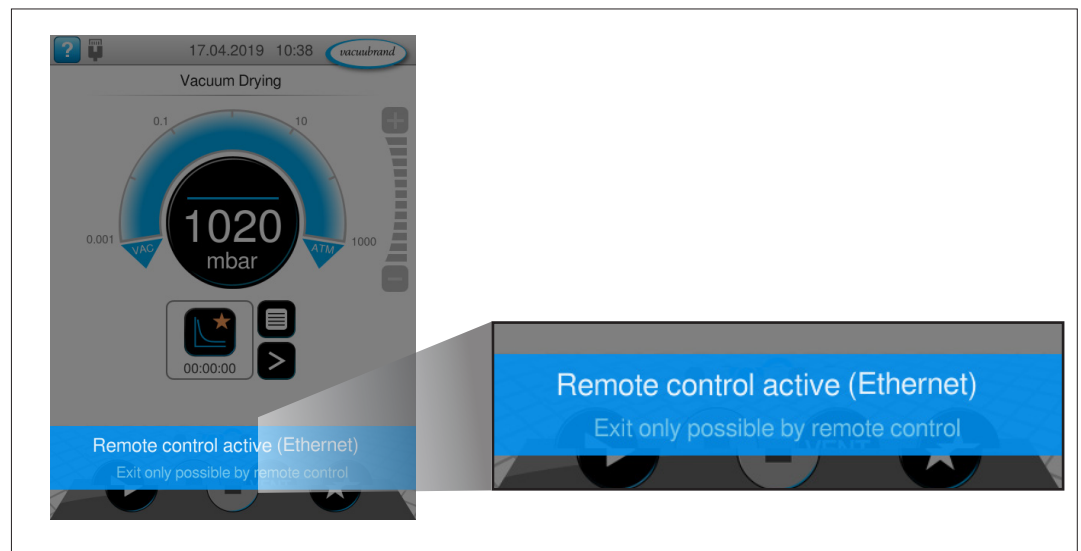 ?
17.04.2019 10:38
vacuubrand
Vacuum Drying
0.1
10
+
0.001
VAC
1020
mbar
ATM
1000
−
00:00:00
>
Remote control active (Ethernet)
Exit only possible by remote control
Remote control active (Ethernet)
Exit only possible by remote control
VENT